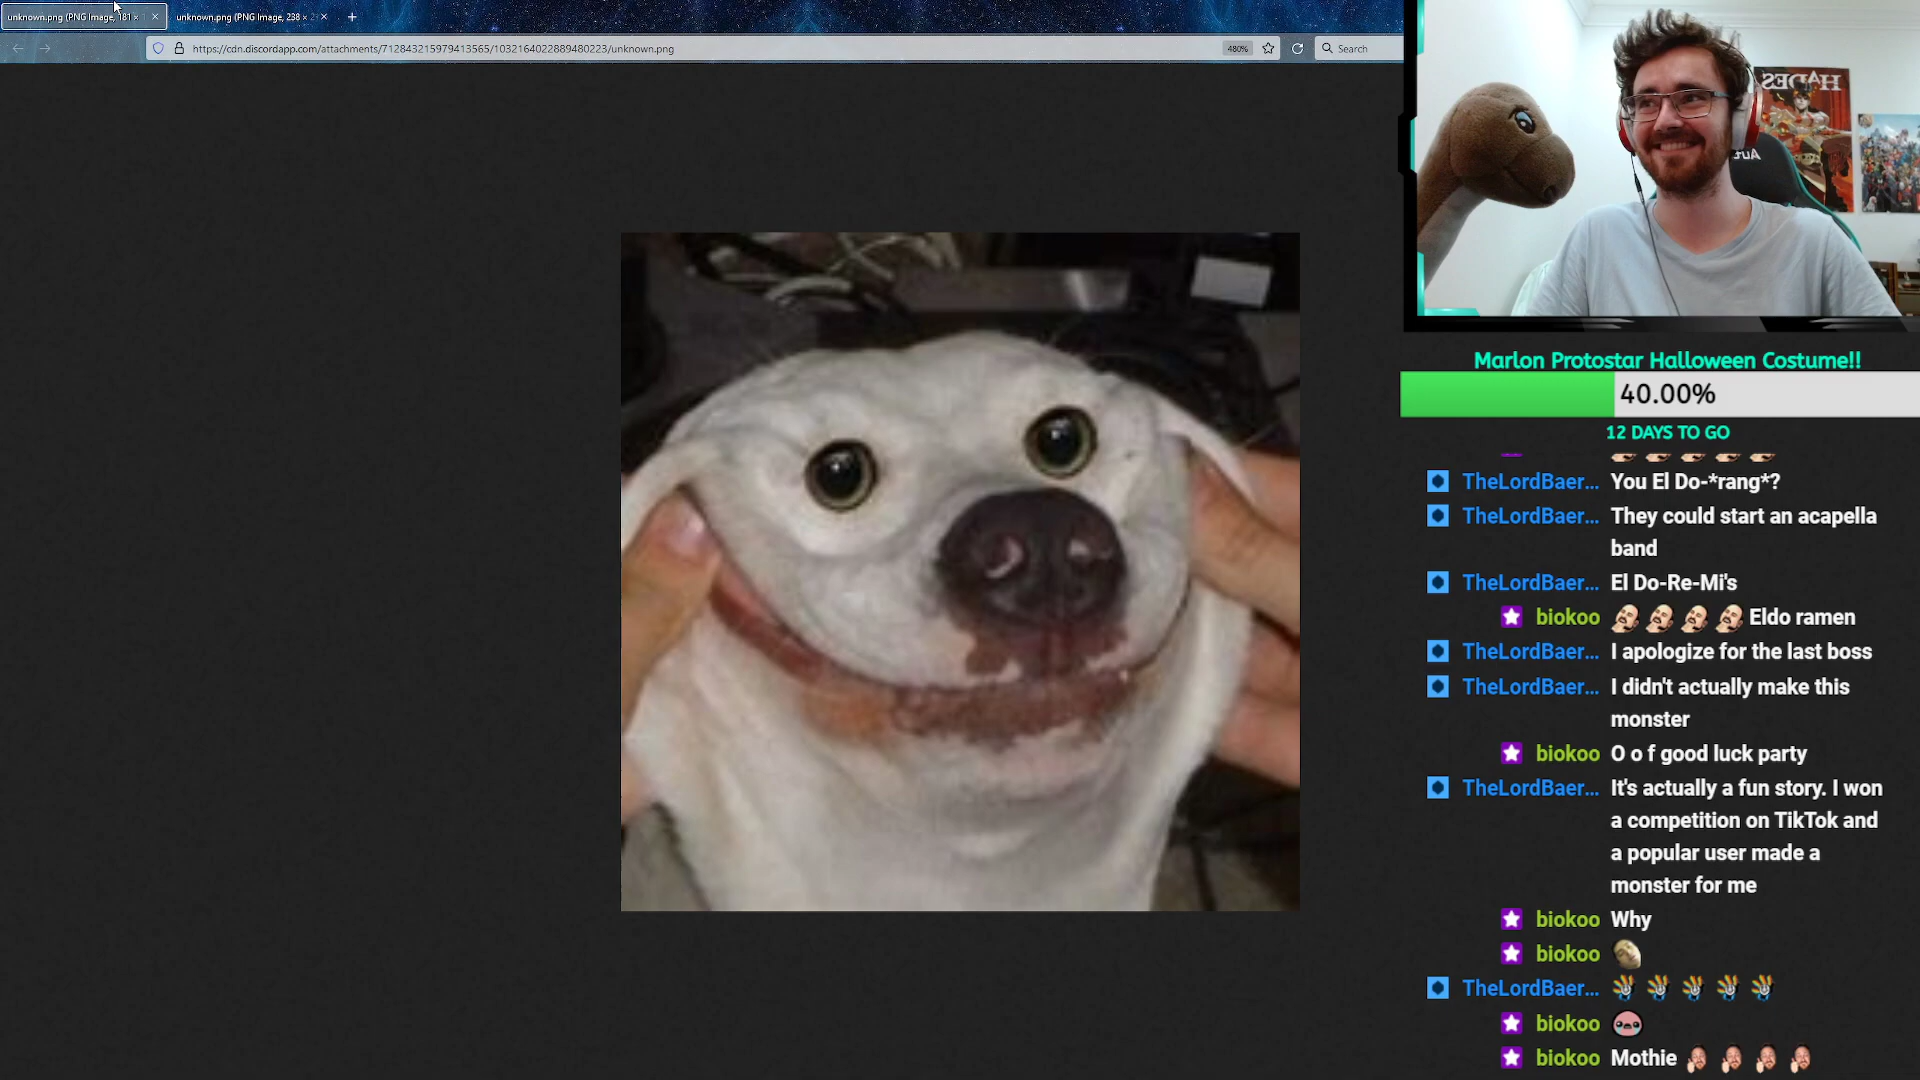 unknown.png (PNG Image, 181 ×
unknown.png (PNG Image, 238 × 2
https://cdn.discordapp.com/attachments/712843215979413565/1032164022889480223/unknown.png
480%
Search
HADES
Marlon Protostar Halloween Costume!!
40.00%
12 DAYS TO GO
TheLordBaer... You El Do-*rang*?
TheLordBaer... They could start an acapella
band
TheLordBaer... El Do-Re-Mi's
biokoo Eldo ramen
TheLordBaer... I apologize for the last boss
TheLordBaer... I didn't actually make this
monster
biokoo O o f good luck party
TheLordBaer... It's actually a fun story. I won
a competition on TikTok and
a popular user made a
monster for me
biokoo Why
biokoo
TheLordBaer...
biokoo
biokoo Mothie